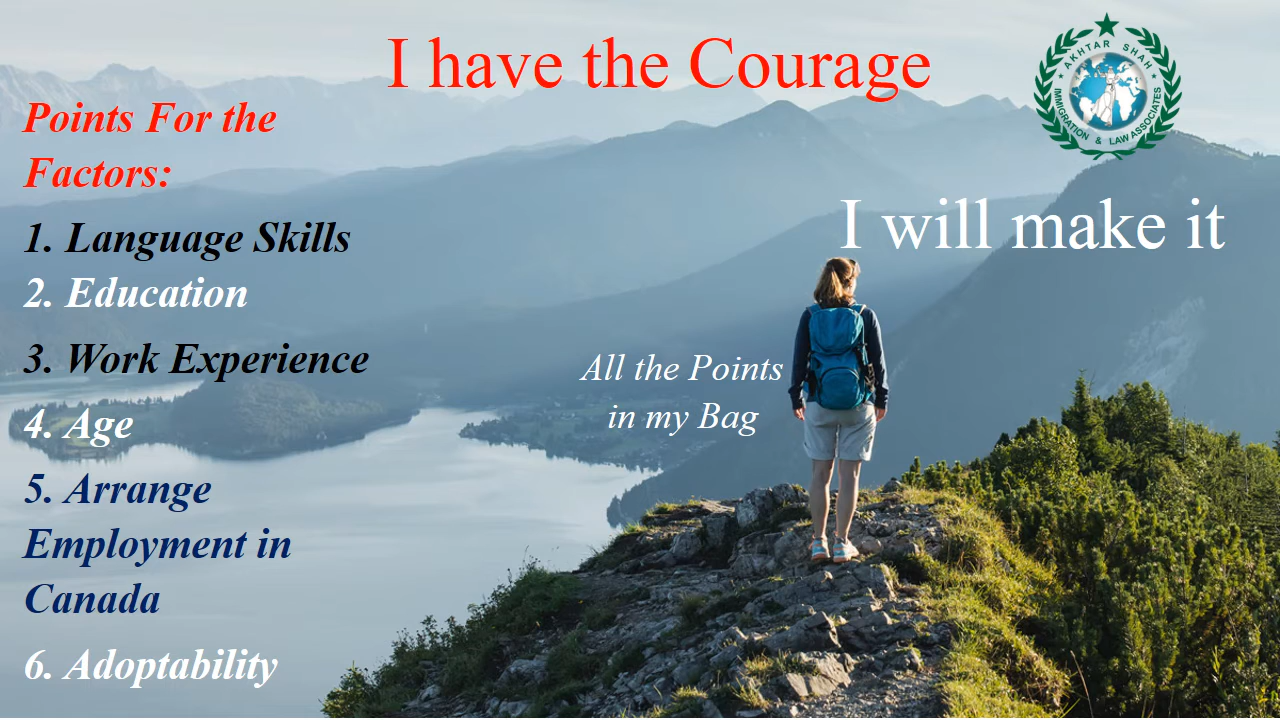 I have the Courage
AKHTAR SHAH
IMMIGRATION & LAW ASSOCIATES
Points For the
Factors:
I will make it
1. Language Skills
2. Education
3. Work Experience
All the Points
in my Bag
4. Age
5. Arrange
Employment in
Canada
6. Adoptability